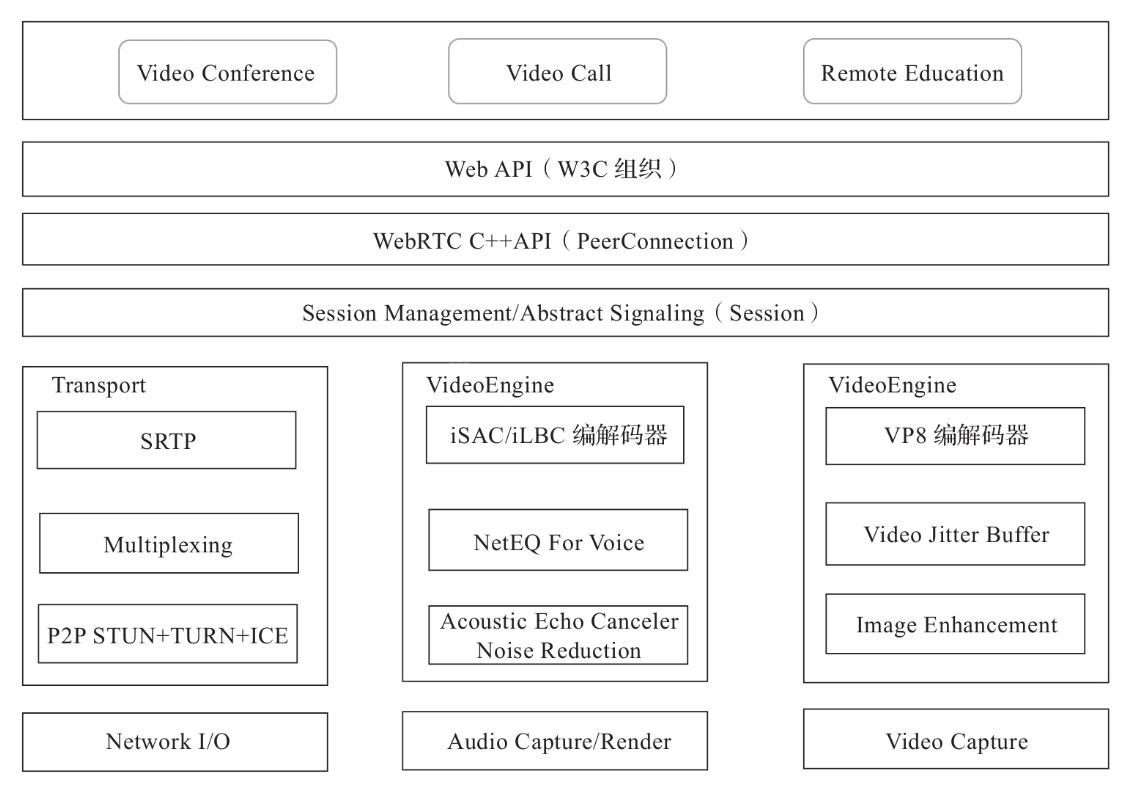 Video Conference
Video Call
Remote Education
Web API（W3C 组织）
WebRTC C++API（PeerConnection）
Session Management/Abstract Signaling（Session）
Transport
SRTP
Multiplexing
P2P STUN+TURN+ICE
VideoEngine
iSAC/iLBC 编解码器
NetEQ For Voice
Acoustic Echo Canceler
Noise Reduction
VideoEngine
VP8 编解码器
Video Jitter Buffer
Image Enhancement
Network I/O
Audio Capture/Render
Video Capture